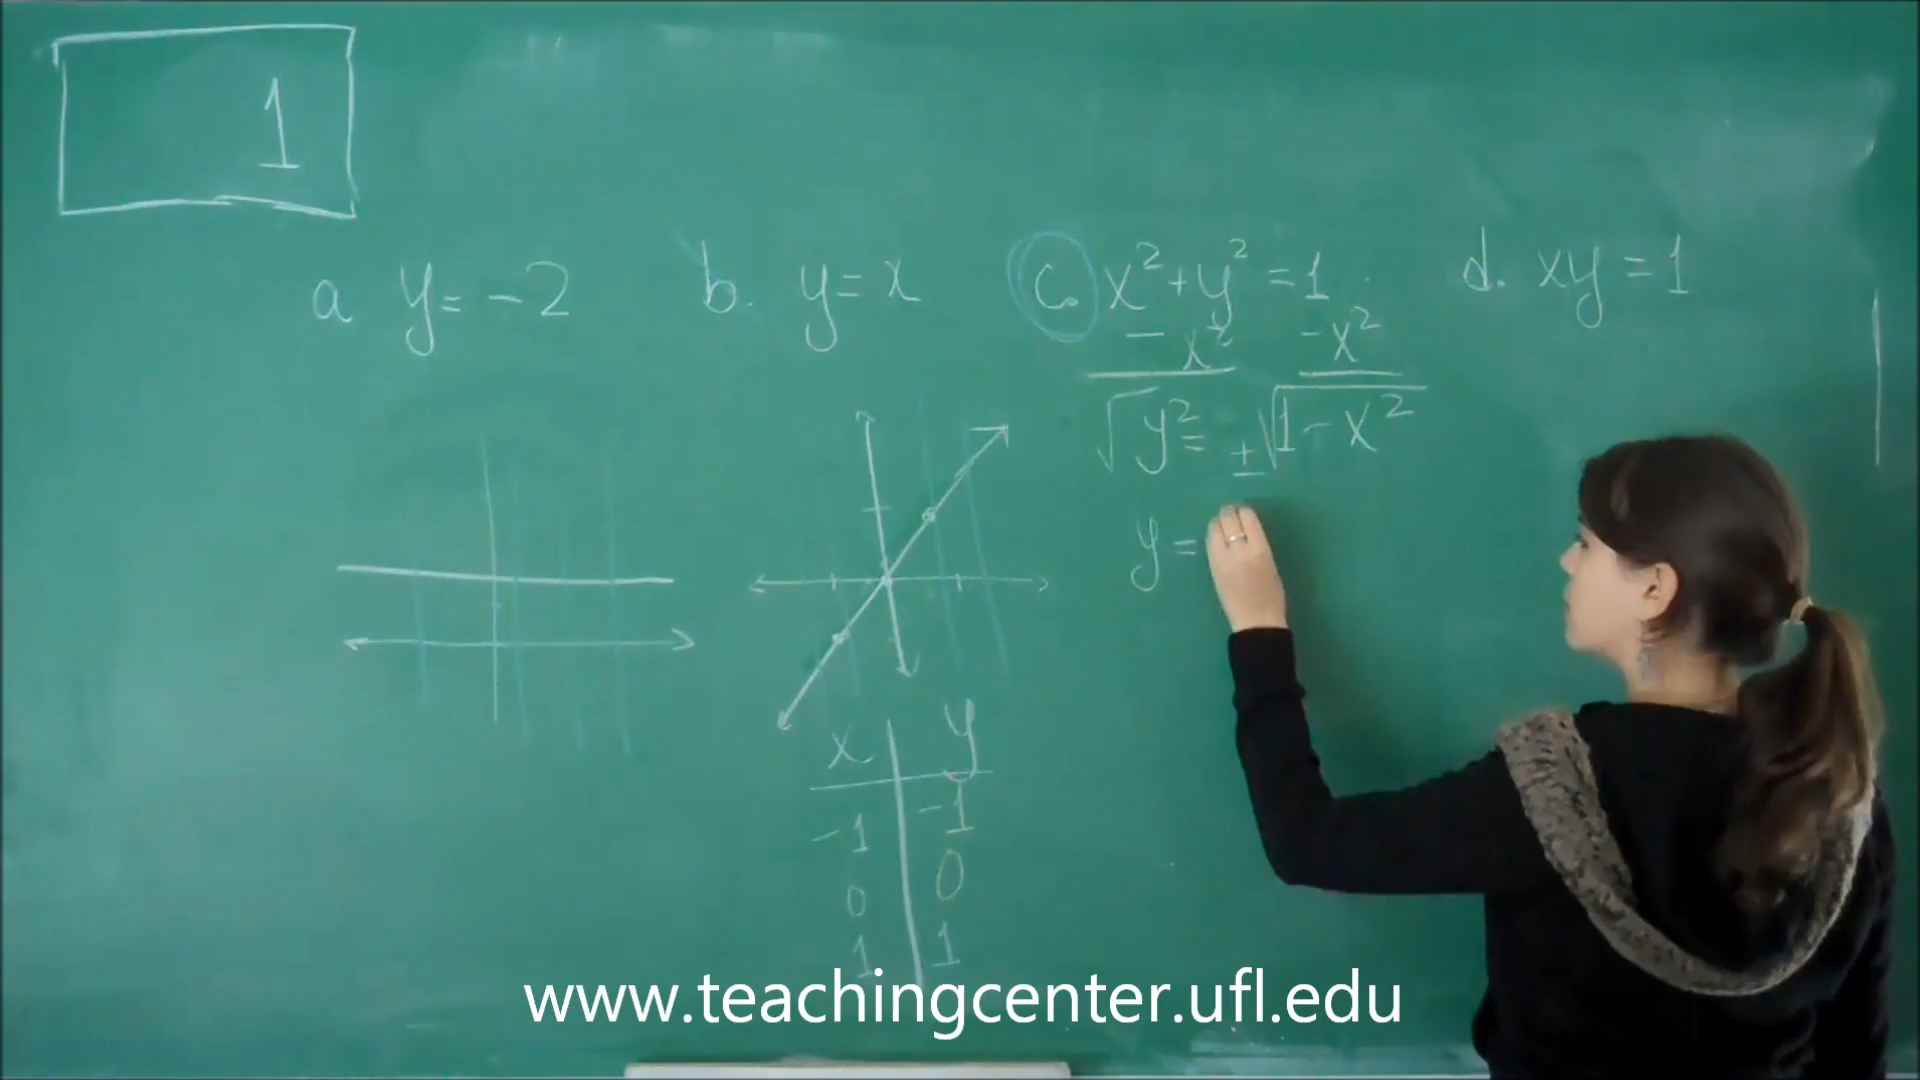 1
a y = -2
b. y = x
c. x² + y² = 1
- x² - x²
√y² = ± √1 - x²
y =
d. xy = 1
x y
-1 -1
0 0
1 1
www.teachingcenter.ufl.edu